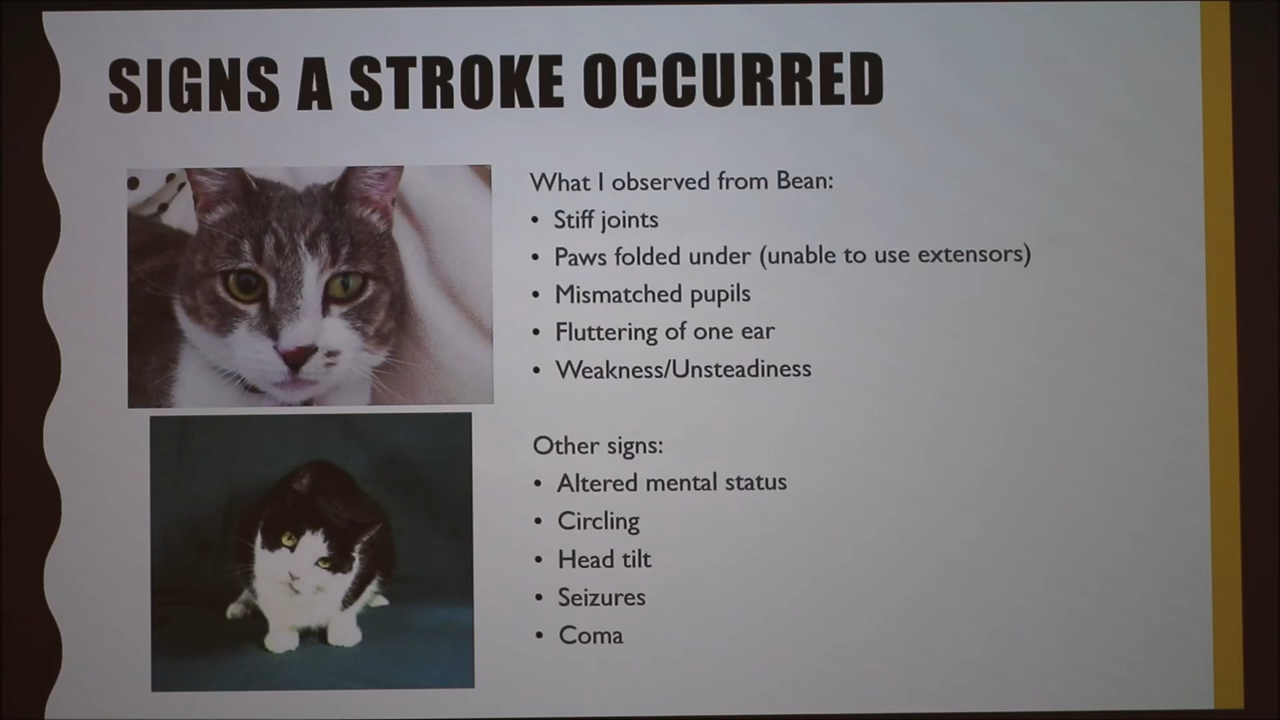 SIGNS A STROKE OCCURRED
What I observed from Bean:
• Stiff joints
• Paws folded under (unable to use extensors)
• Mismatched pupils
• Fluttering of one ear
• Weakness/Unsteadiness
Other signs:
• Altered mental status
• Circling
• Head tilt
• Seizures
• Coma